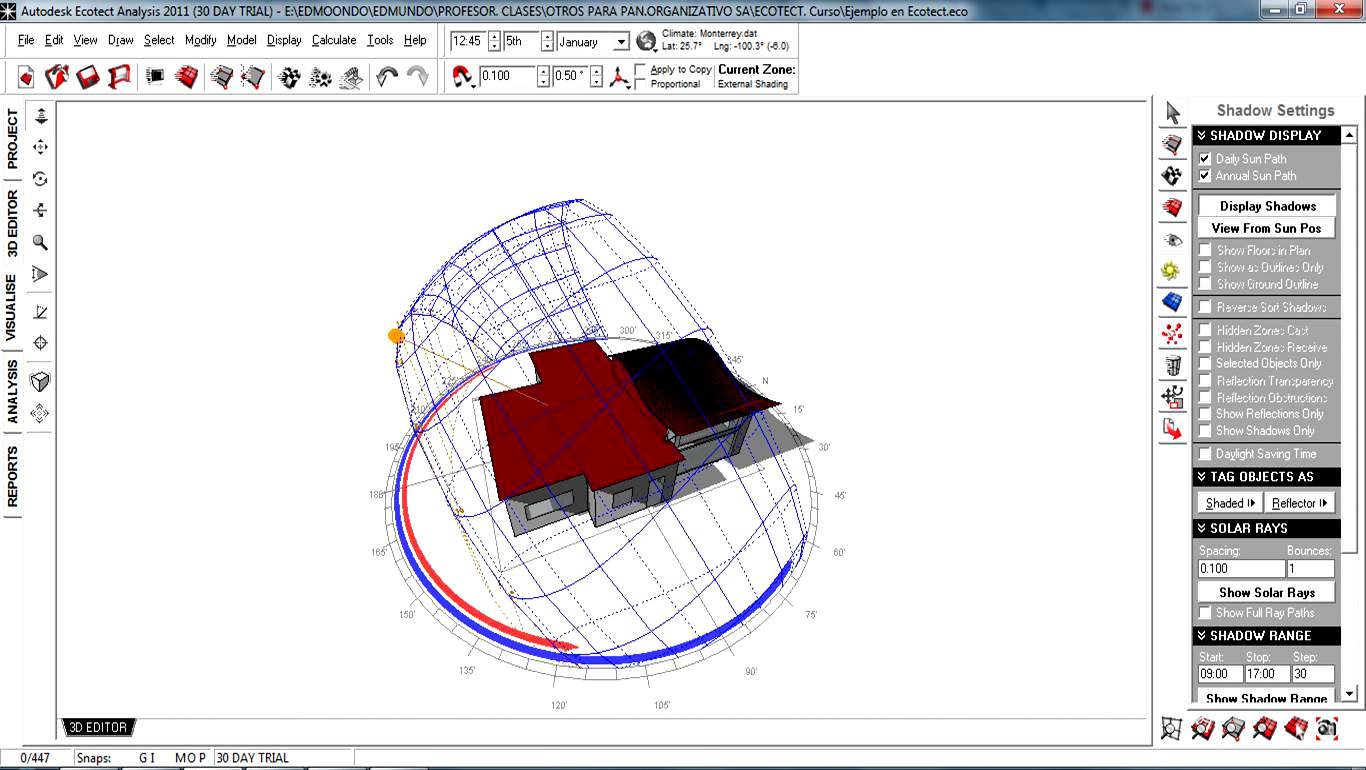 Autodesk Ecotect Analysis 2011 (30 DAY TRIAL) - E:\EDMOONDO\EDMUNDO\PROFESOR. CLASES\OTROS PARA PAN.ORGANIZATIVO SA\ECOTECT. Curso\Ejemplo en Ecotect.eco
File Edit View Draw Select Modify Model Display Calculate Tools Help
12:45 5th January
Climate: Monterrey.dat
Lat: 25.7° Lng: -100.3° (-6.0)
0.100 0.50 °
Apply to Copy
Proportional
Current Zone:
External Shading
PROJECT
3D EDITOR
VISUALISE
ANALYSIS
REPORTS
300'
315'
345'
N
15'
30'
45'
60'
75'
90'
105'
120'
135'
150'
165'
180'
195'
3D EDITOR
Shadow Settings
SHADOW DISPLAY
Daily Sun Path
Annual Sun Path
Display Shadows
View From Sun Pos
Show Floors in Plan
Show as Outlines Only
Show Ground Outline
Reverse Sort Shadows
Hidden Zones Cast
Hidden Zones Receive
Selected Objects Only
Reflection Transparency
Reflection Obstructions
Show Reflections Only
Show Shadows Only
Daylight Saving Time
TAG OBJECTS AS
Shaded Reflector
SOLAR RAYS
Spacing: Bounces:
0.100 1
Show Solar Rays
Show Full Ray Paths
SHADOW RANGE
Start: Stop: Step:
09:00 17:00 30
Show Shadow Range
0/447 Snaps: G I M O P 30 DAY TRIAL